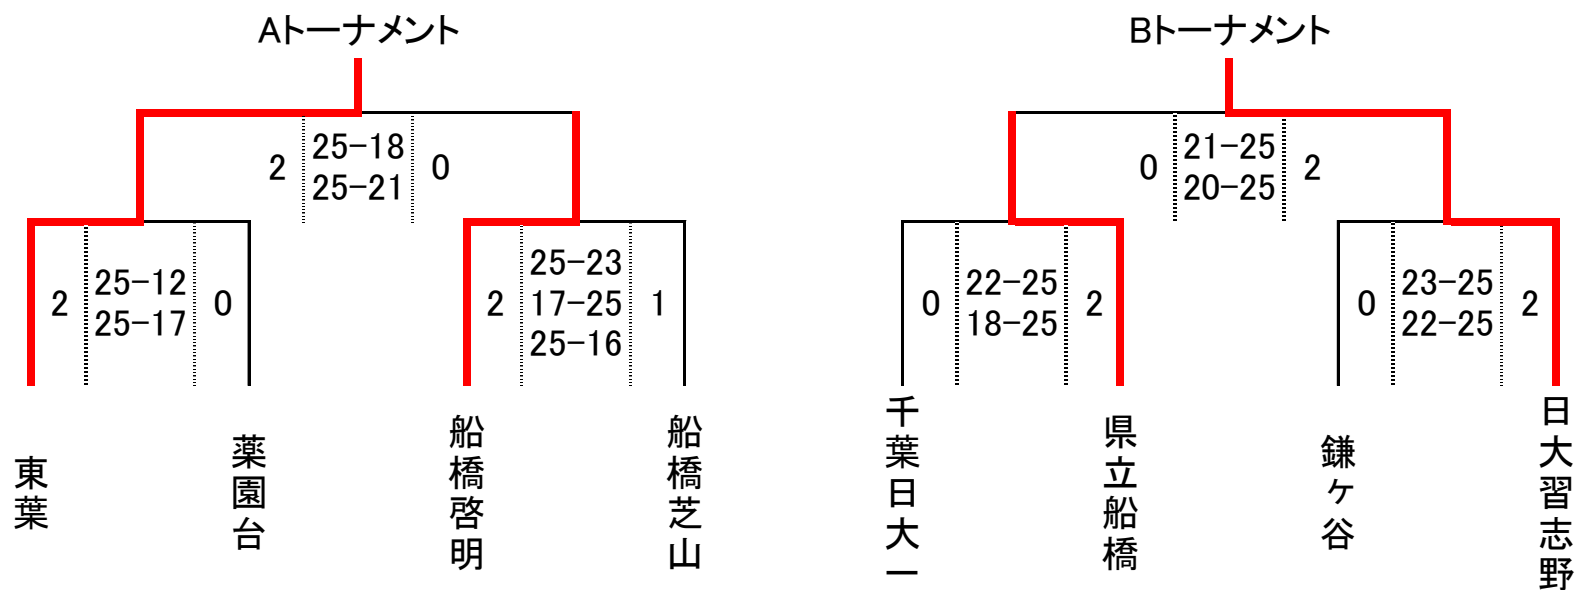 Aトーナメント
2
25-18
25-21
0
2
25-12
25-17
0
2
25-23
17-25
25-16
1
東葉
薬園台
船橋啓明
船橋芝山
Bトーナメント
0
21-25
20-25
2
0
22-25
18-25
2
0
23-25
22-25
2
千葉日大一
県立船橋
鎌ヶ谷
日大習志野